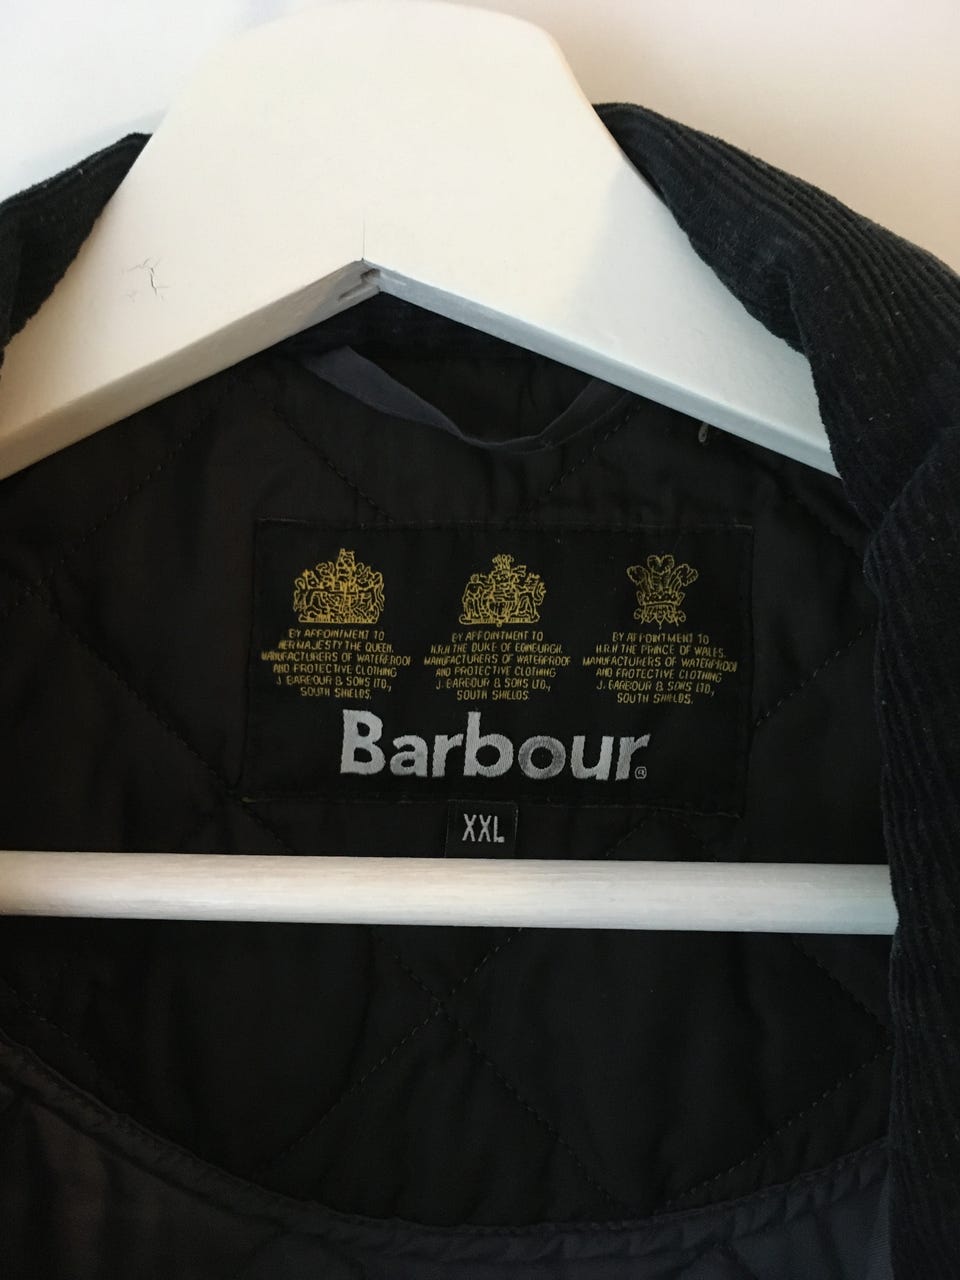 BY APPOINTMENT TO
HER MAJESTY THE QUEEN.
MANUFACTURERS OF WATERPROOF
AND PROTECTIVE CLOTHING
J. BARBOUR & SONS LTD.,
SOUTH SHIELDS.
BY APPOINTMENT TO
H.R.H THE DUKE OF EDINBURGH.
MANUFACTURERS OF WATERPROOF
AND PROTECTIVE CLOTHING
J. BARBOUR & SONS LTD.,
SOUTH SHIELDS.
BY APPOINTMENT TO
H.R.H THE PRINCE OF WALES.
MANUFACTURERS OF WATERPROOF
AND PROTECTIVE CLOTHING
J. BARBOUR & SONS LTD.,
SOUTH SHIELDS.
Barbour®
XXL